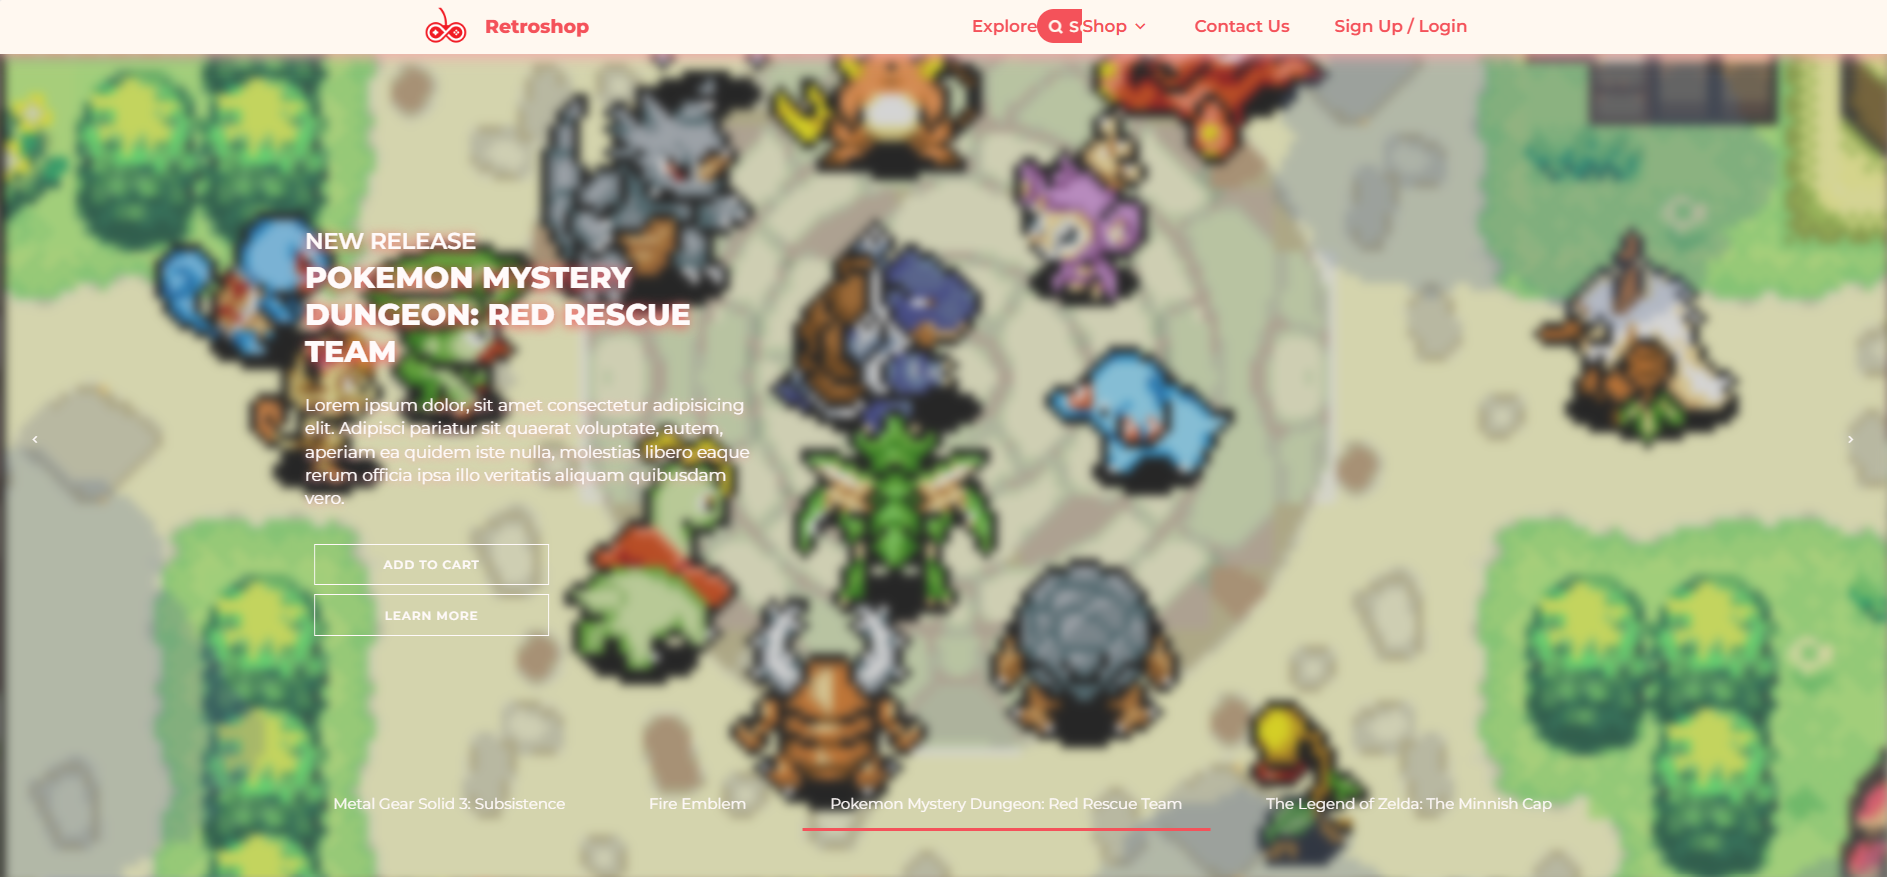 Retroshop
Explore
S
Shop
Contact Us
Sign Up / Login
NEW RELEASE
POKEMON MYSTERY
DUNGEON: RED RESCUE
TEAM
Lorem ipsum dolor, sit amet consectetur adipisicing
elit. Adipisci pariatur sit quaerat voluptate, autem,
aperiam ea quidem iste nulla, molestias libero eaque
rerum officia ipsa illo veritatis aliquam quibusdam
vero.
ADD TO CART
LEARN MORE
Metal Gear Solid 3: Subsistence
Fire Emblem
Pokemon Mystery Dungeon: Red Rescue Team
The Legend of Zelda: The Minnish Cap